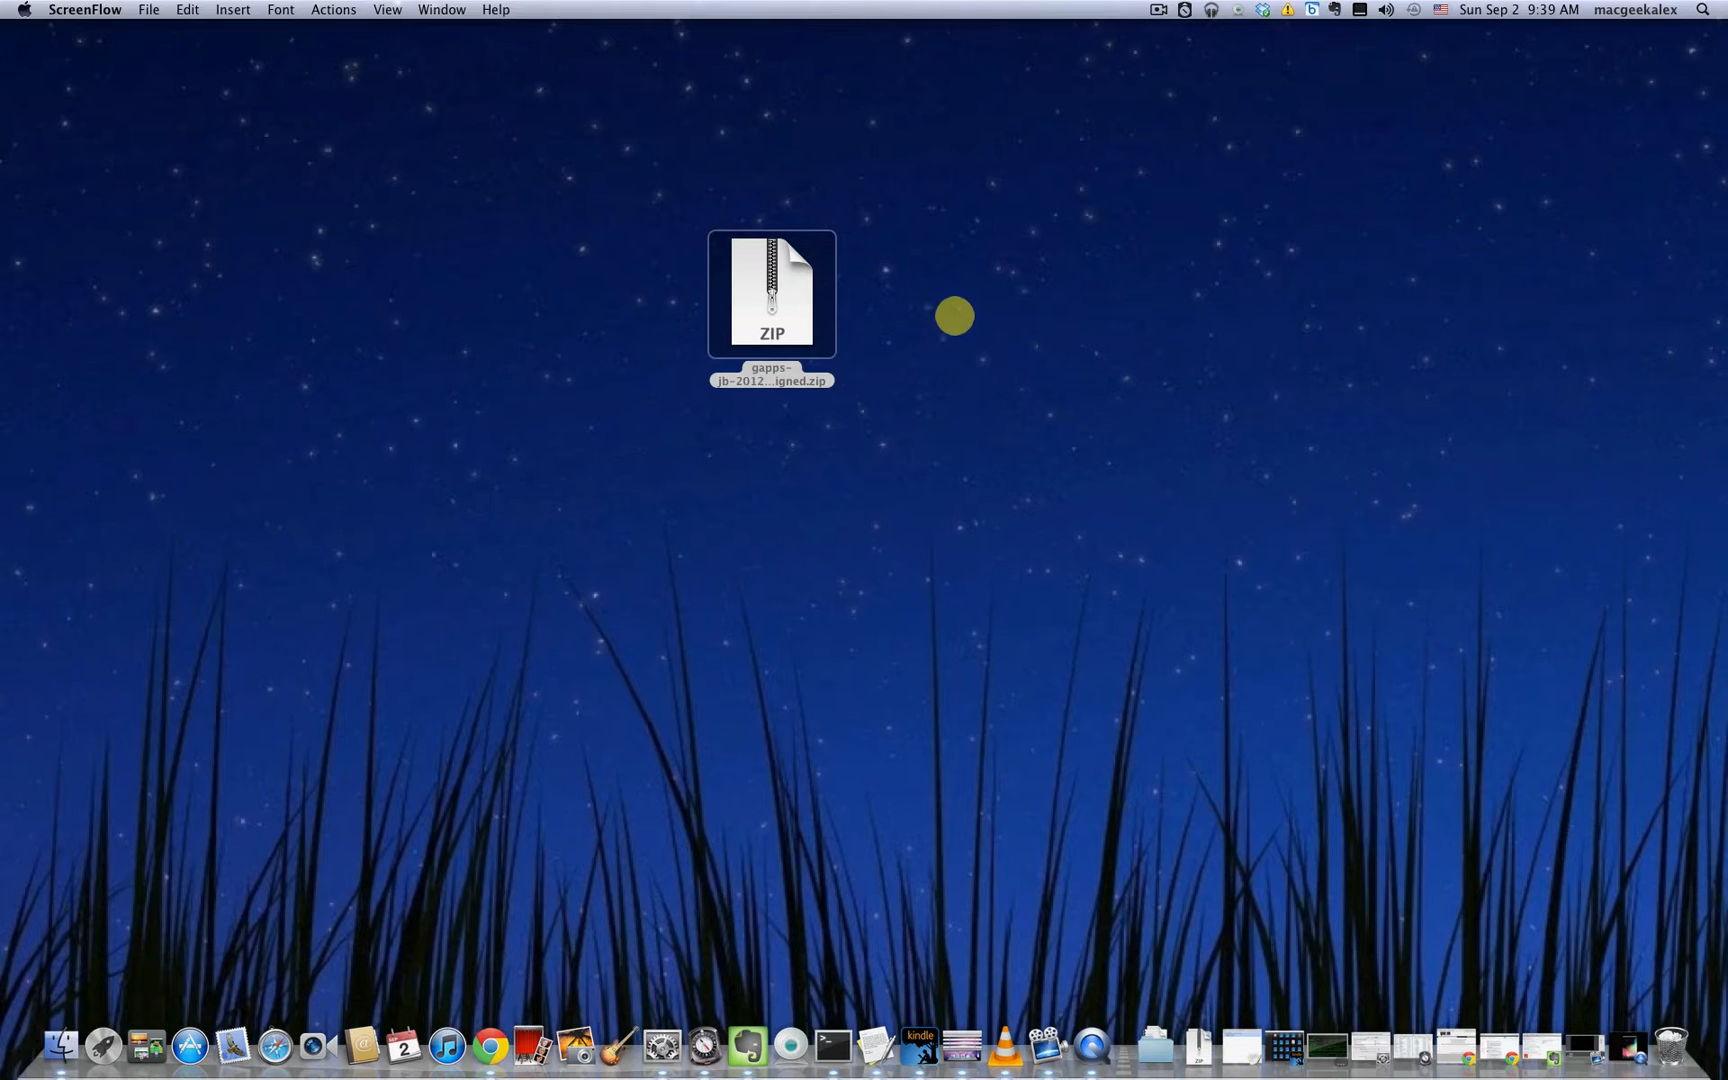 ScreenFlow File Edit Insert Font Actions View Window Help Sun Sep 2 9:39 AM macgeekalex
ZIP
gapps-
jb-2012...igned.zip
2
kindle
ZIP